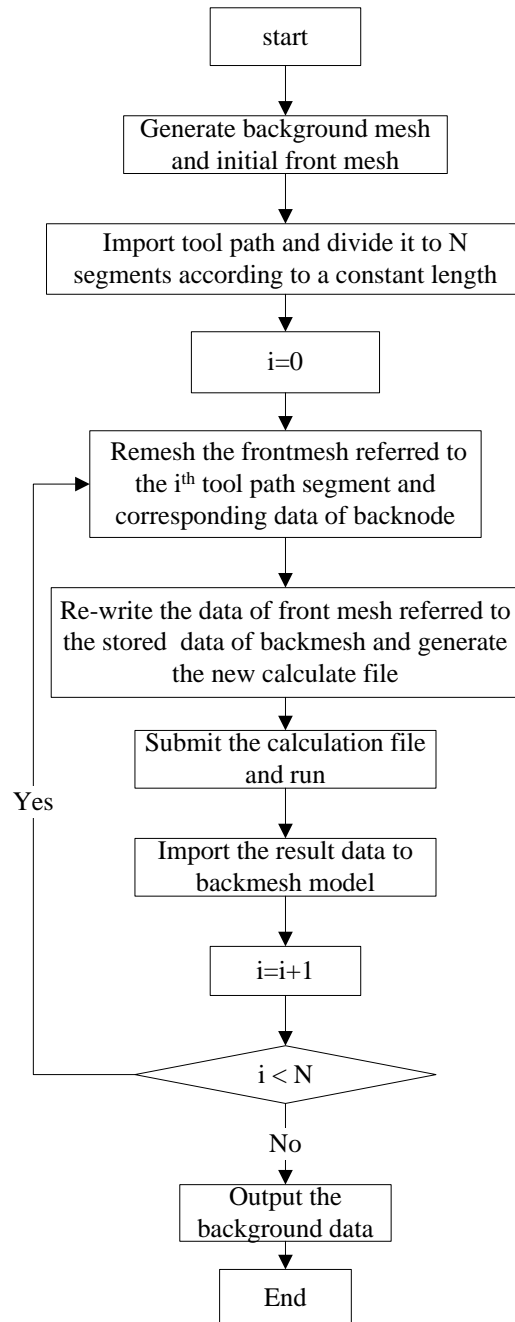 start
Generate background mesh
and initial front mesh
Import tool path and divide it to N
segments according to a constant length
i=0
Remesh the frontmesh referred to
the ith tool path segment and
corresponding data of backnode
Re-write the data of front mesh referred to
the stored  data of backmesh and generate
the new calculate file
Submit the calculation file
and run
Yes
Import the result data to
backmesh model
i=i+1
i < N
No
Output the
background data
End